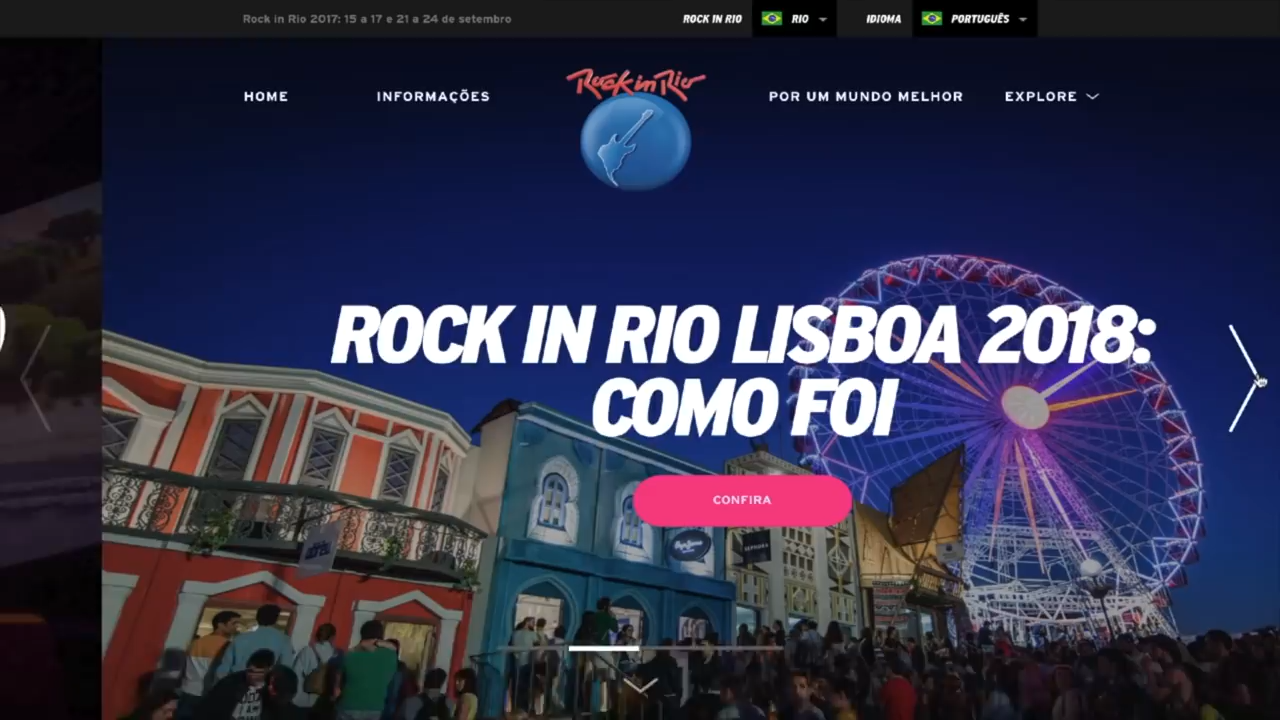 Rock in Rio 2017: 15 a 17 e 21 a 24 de setembro
ROCK IN RIO
RIO
IDIOMA
PORTUGUÊS
HOME
INFORMAÇÕES
Rock in Rio
POR UM MUNDO MELHOR
EXPLORE
ROCK IN RIO LISBOA 2018:
COMO FOI
CONFIRA
SEPHORA